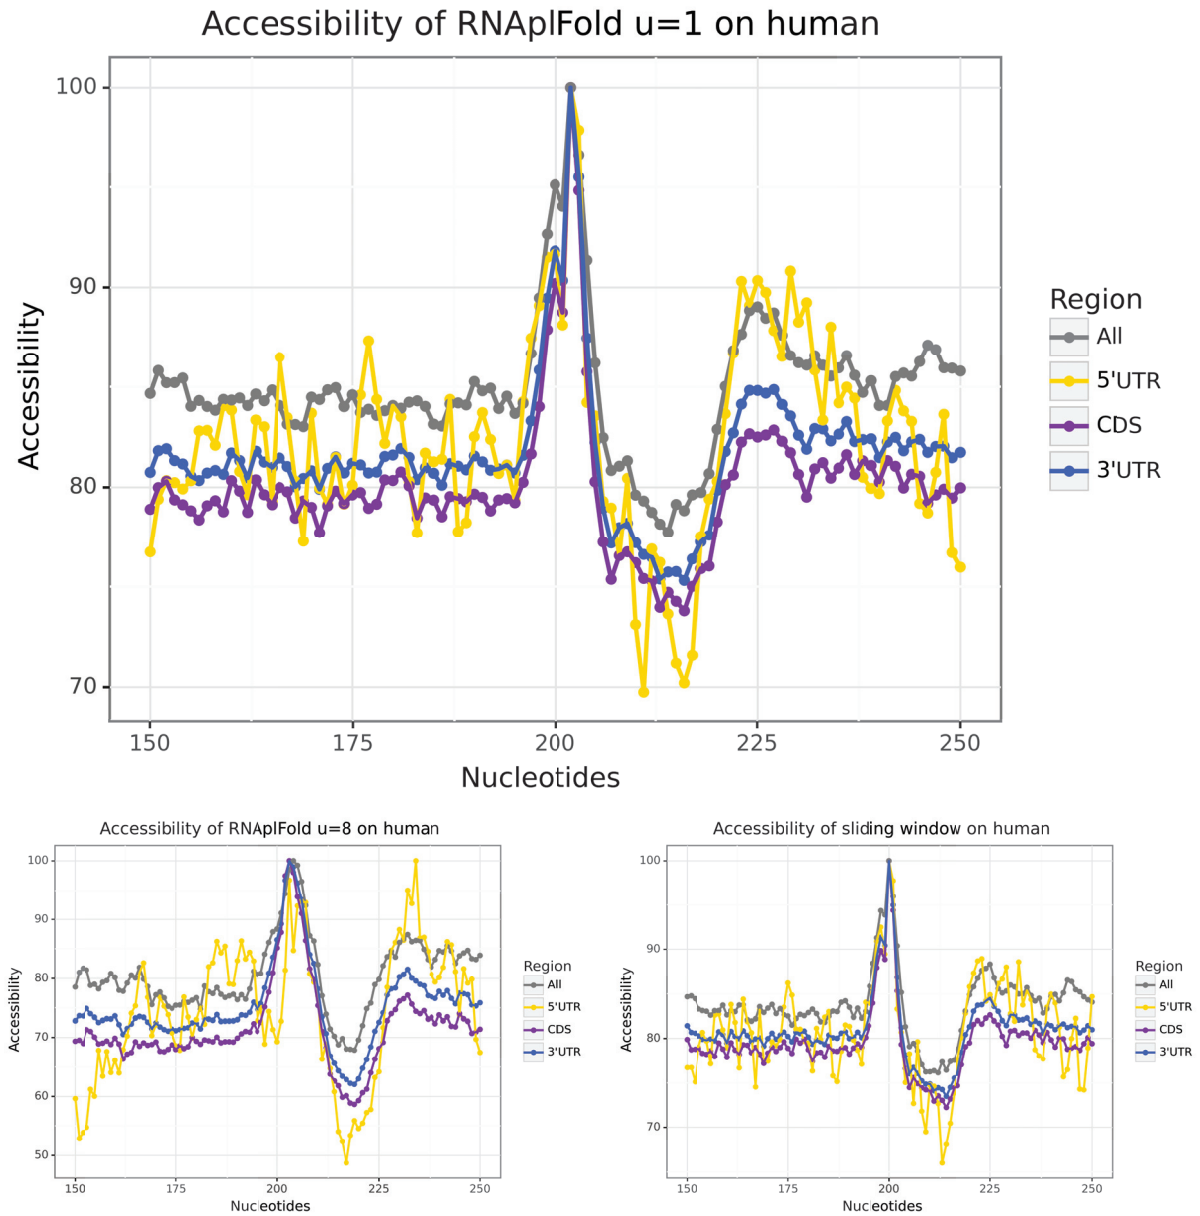 Accessibility of RNAplFold u=1 on human
100
90
80
70
Accessibility
150 175 200 225 250
Nucleotides
Region
All
5'UTR
CDS
3'UTR
Accessibility of RNAplFold u=8 on human
100
90
80
70
60
50
Accessibility
150 175 200 225 250
Nucleotides
Region
All
5'UTR
CDS
3'UTR
Accessibility of sliding window on human
100
90
80
70
Accessibility
150 175 200 225 250
Nucleotides
Region
All
5'UTR
CDS
3'UTR